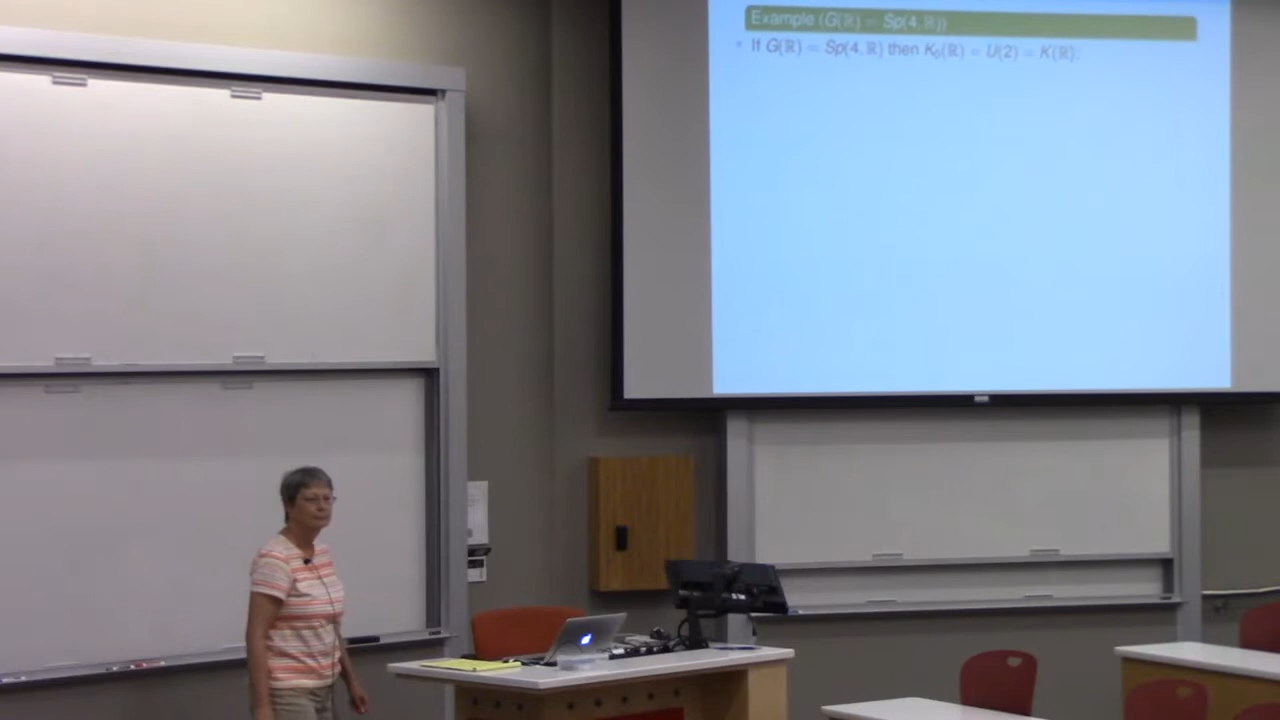 Example (G(ℝ) = Sp(4, ℝ))
• If G(ℝ) = Sp(4, ℝ) then K₀(ℝ) = U(2) = K(ℝ).